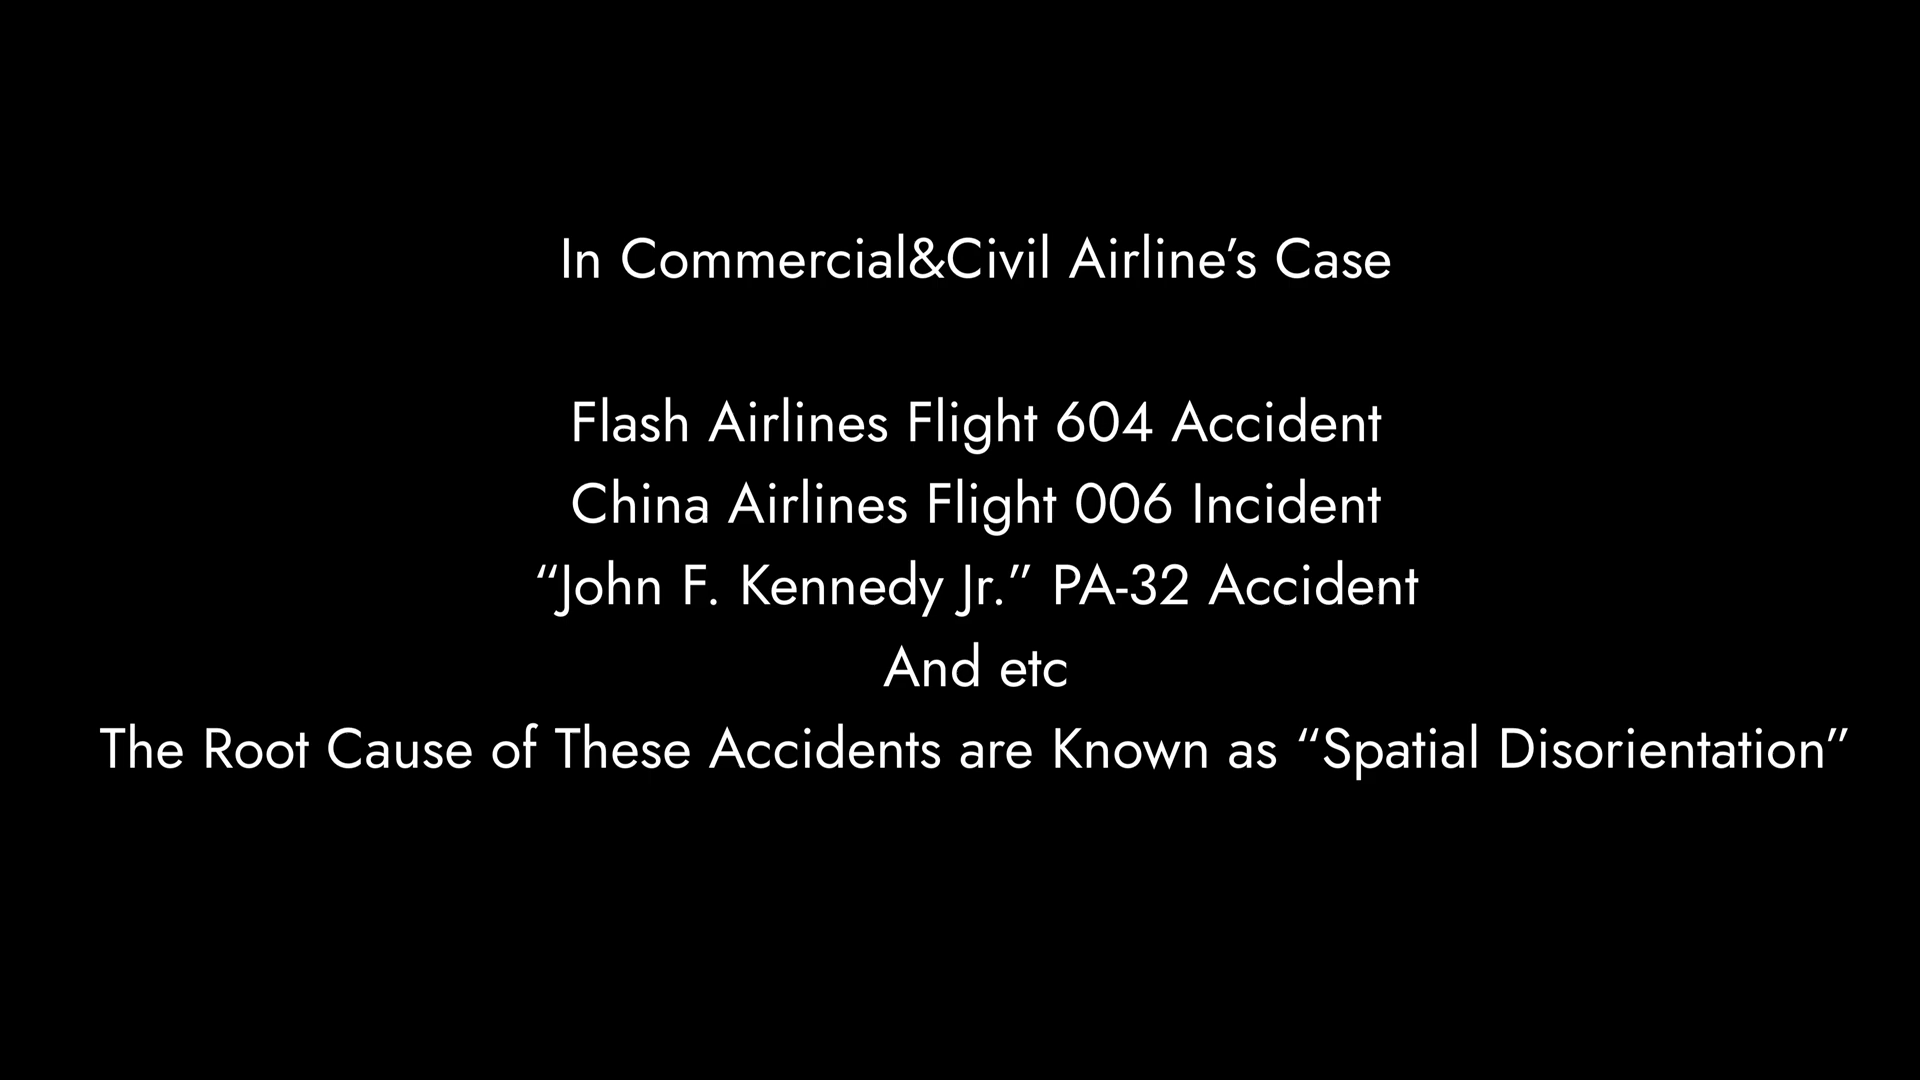 In Commercial&Civil Airline’s Case
Flash Airlines Flight 604 Accident
China Airlines Flight 006 Incident
“John F. Kennedy Jr.” PA-32 Accident
And etc
The Root Cause of These Accidents are Known as “Spatial Disorientation”